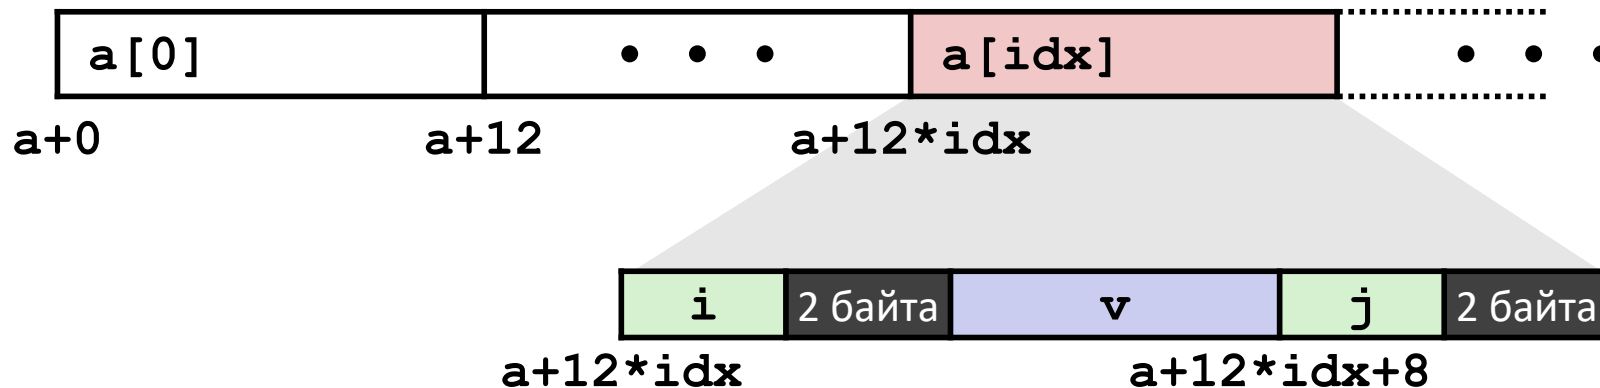 a[0] • • • a[idx] • • •
a+0 a+12 a+12*idx
i 2 байта v j 2 байта
a+12*idx a+12*idx+8